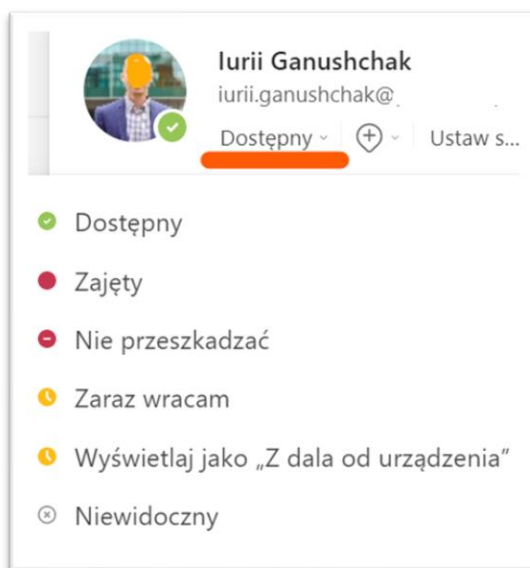 Iurii Ganushchak
iurii.ganushchak@
Dostępny Ustaw s...
Dostępny
Zajęty
Nie przeszkadzać
Zaraz wracam
Wyświetlaj jako „Z dala od urządzenia”
Niewidoczny